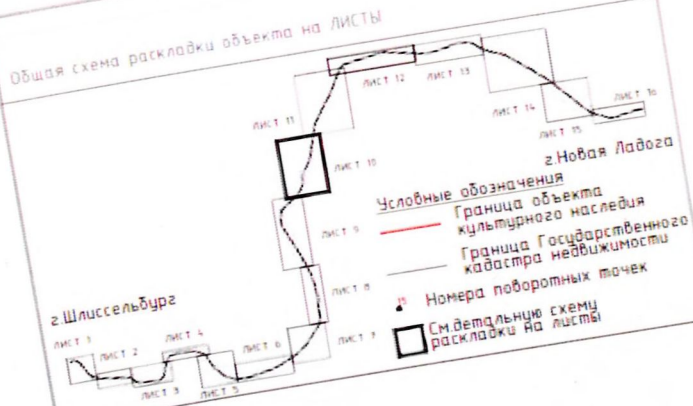 Общая схема раскладки объекта на ЛИСТЫ
ЛИСТ 12
ЛИСТ 13
ЛИСТ 16
ЛИСТ 11
ЛИСТ 14
ЛИСТ 15
г.Новая Ладога
ЛИСТ 10
Условные обозначения
Граница объекта
культурного наследия
ЛИСТ 9
Граница Государственного
кадастра недвижимости
ЛИСТ 8
15 Номера поворотных точек
г.Шлиссельбург
См.детальную схему
раскладки на листы
ЛИСТ 1
ЛИСТ 2
ЛИСТ 4
ЛИСТ 6
ЛИСТ 7
ЛИСТ 3
ЛИСТ 5